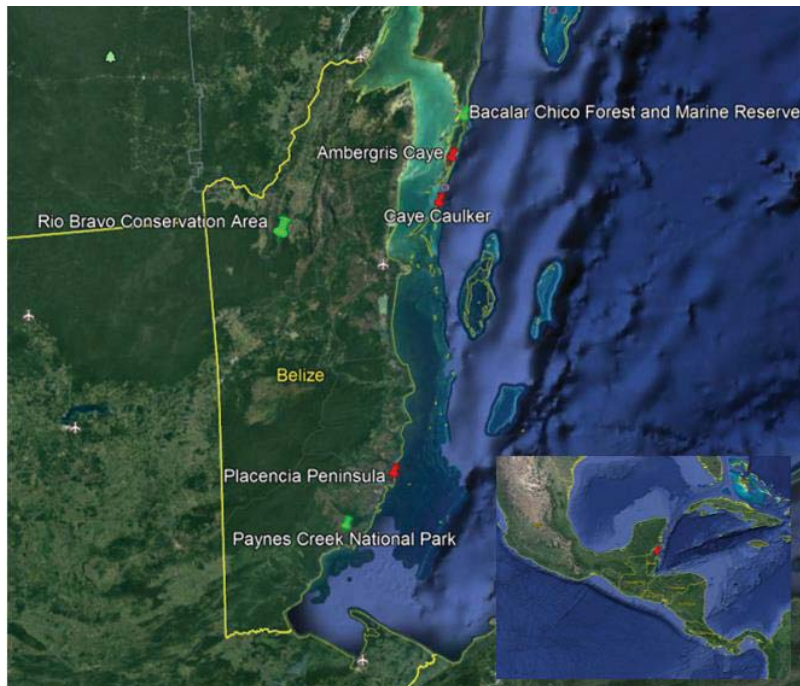 Bacalar Chico Forest and Marine Reserve
Ambergris Caye
Caye Caulker
Rio Bravo Conservation Area
Belize
Placencia Peninsula
Paynes Creek National Park